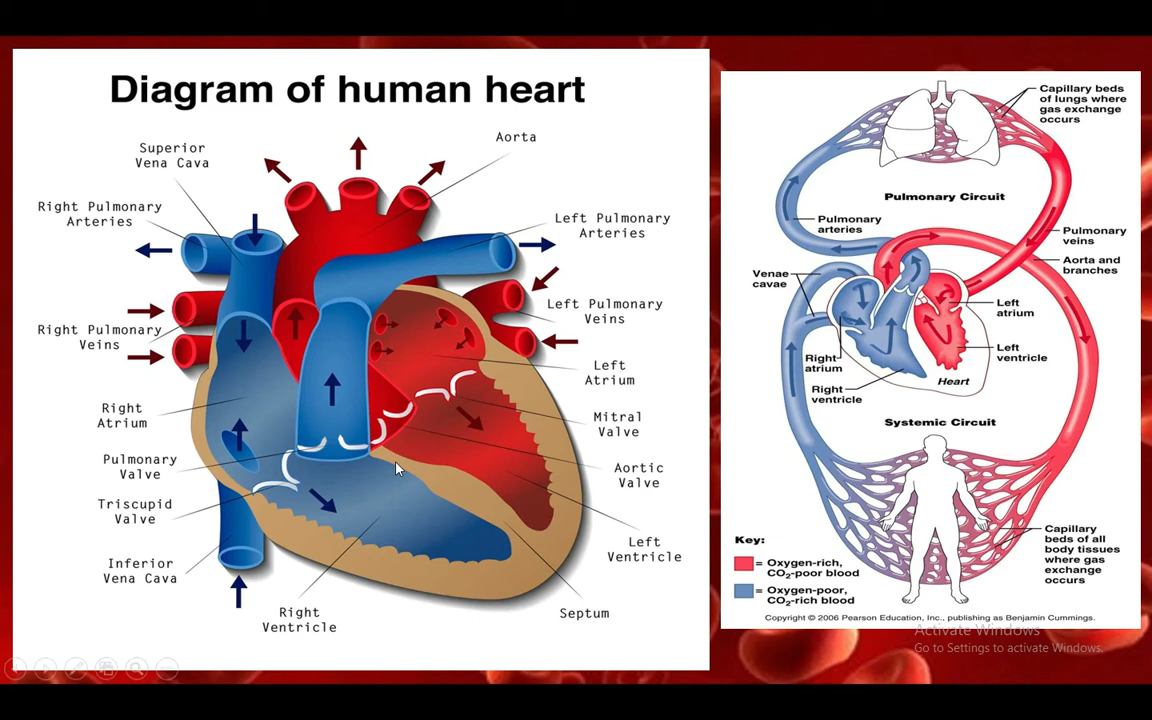 Diagram of human heart
Aorta
Superior
Vena Cava
Right Pulmonary
Arteries
Left Pulmonary
Arteries
Left Pulmonary
Veins
Right Pulmonary
Veins
Left
Atrium
Right
Atrium
Mitral
Valve
Pulmonary
Valve
Aortic
Valve
Triscupid
Valve
Left
Ventricle
Inferior
Vena Cava
Right
Ventricle
Septum
Capillary beds
of lungs where
gas exchange
occurs
Pulmonary Circuit
Pulmonary
arteries
Pulmonary
veins
Aorta and
branches
Venae
cavae
Left
atrium
Left
ventricle
Right
atrium
Right
ventricle
Heart
Systemic Circuit
Capillary
beds of all
body tissues
where gas
exchange
occurs
Key:
= Oxygen-rich,
CO₂-poor blood
= Oxygen-poor,
CO₂-rich blood
Copyright © 2006 Pearson Education, Inc., publishing as Benjamin Cummings.
Activate Windows
Go to Settings to activate Windows.